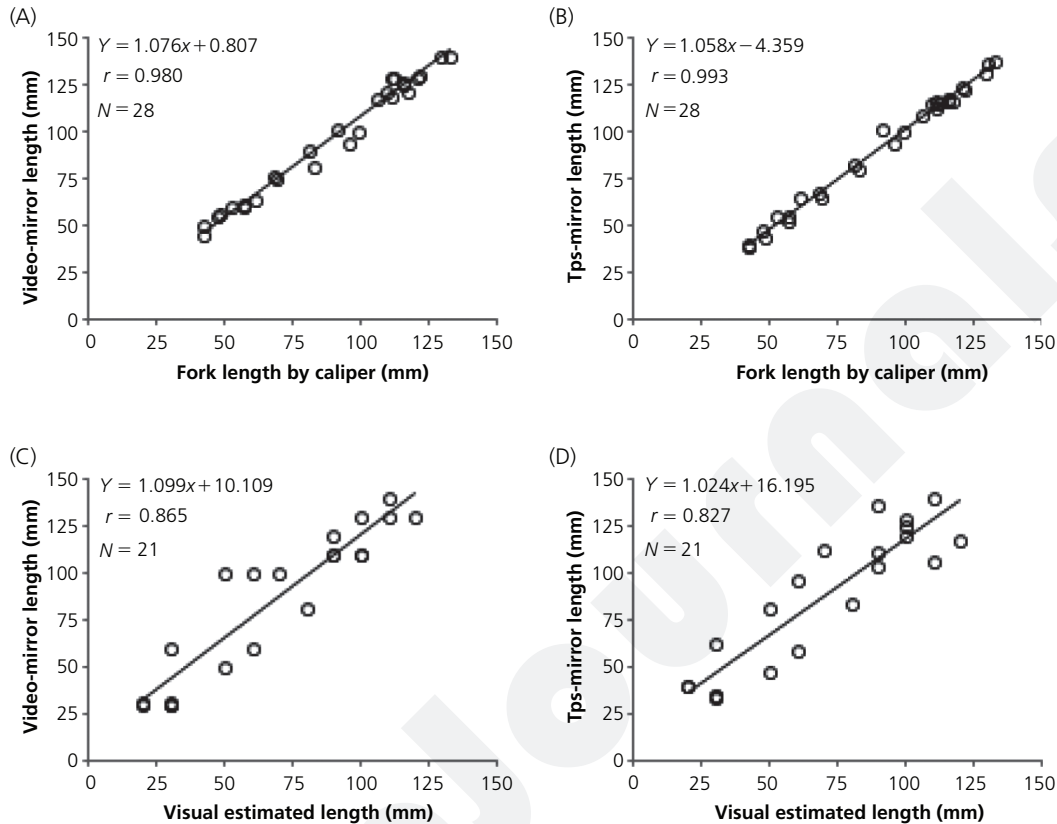 (A)
Video-mirror length (mm)
150
125
100
75
50
25
0
Y = 1.076x + 0.807
r = 0.980
N = 28
0 25 50 75 100 125 150
Fork length by caliper (mm)
(B)
Tps-mirror length (mm)
150
125
100
75
50
25
0
Y = 1.058x − 4.359
r = 0.993
N = 28
0 25 50 75 100 125 150
Fork length by caliper (mm)
(C)
Video-mirror length (mm)
150
125
100
75
50
25
0
Y = 1.099x + 10.109
r = 0.865
N = 21
0 25 50 75 100 125 150
Visual estimated length (mm)
(D)
Tps-mirror length (mm)
150
125
100
75
50
25
0
Y = 1.024x + 16.195
r = 0.827
N = 21
0 25 50 75 100 125 150
Visual estimated length (mm)
Journals